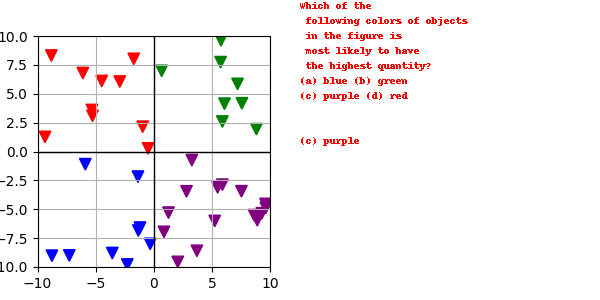 Which of the
following colors of objects
in the figure is
most likely to have
the highest quantity?
(a) blue (b) green
(c) purple (d) red
(c) purple
10.0
7.5
5.0
2.5
0.0
−2.5
−5.0
−7.5
10.0
−10 −5 0 5 10